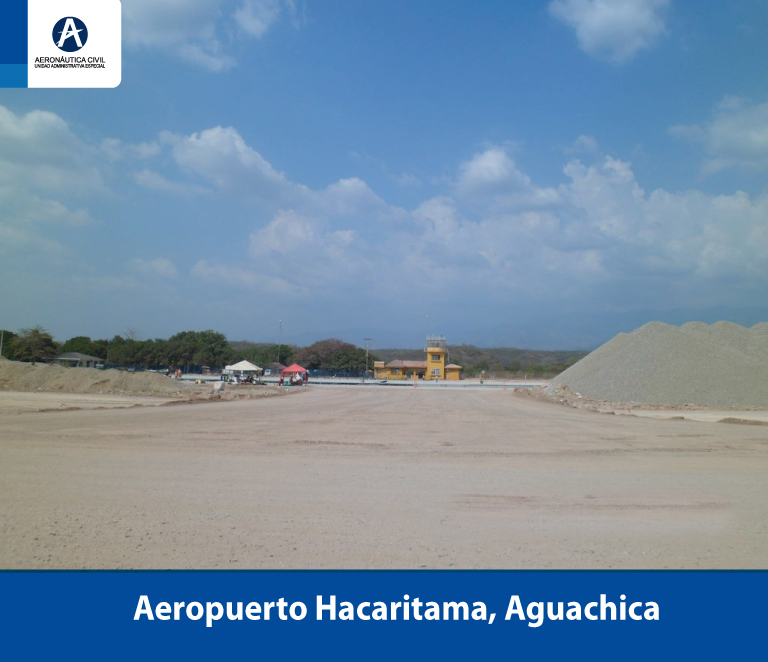 AERONÁUTICA CIVIL
UNIDAD ADMINISTRATIVA ESPECIAL
Aeropuerto Hacaritama, Aguachica